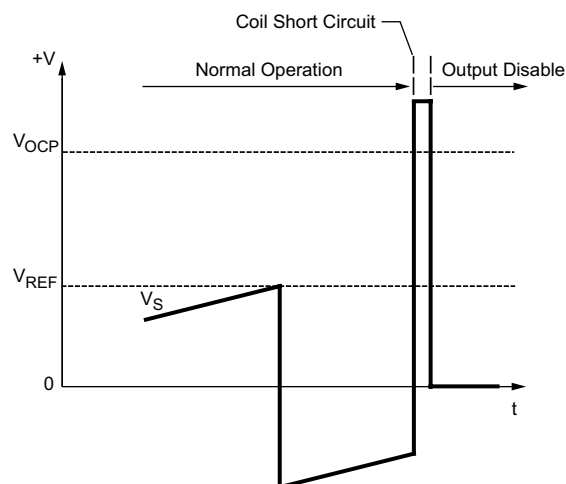 Coil Short Circuit
+V
Normal Operation
Output Disable
VOCP
VREF
VS
0
t